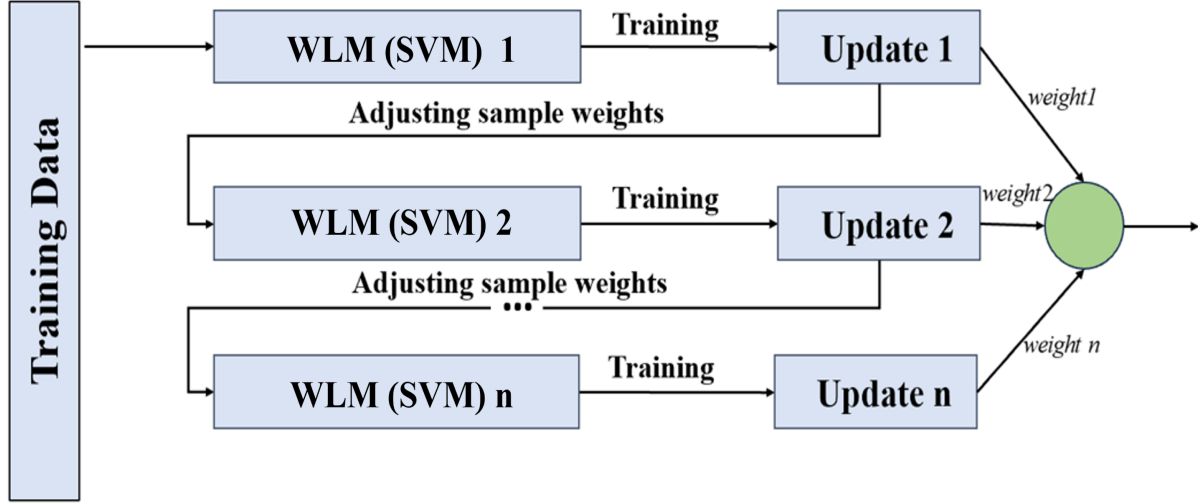 Training Data
WLM (SVM) 1
Training
Update 1
weight1
Adjusting sample weights
WLM (SVM) 2
Training
Update 2
weight2
Adjusting sample weights
...
WLM (SVM) n
Training
Update n
weight n